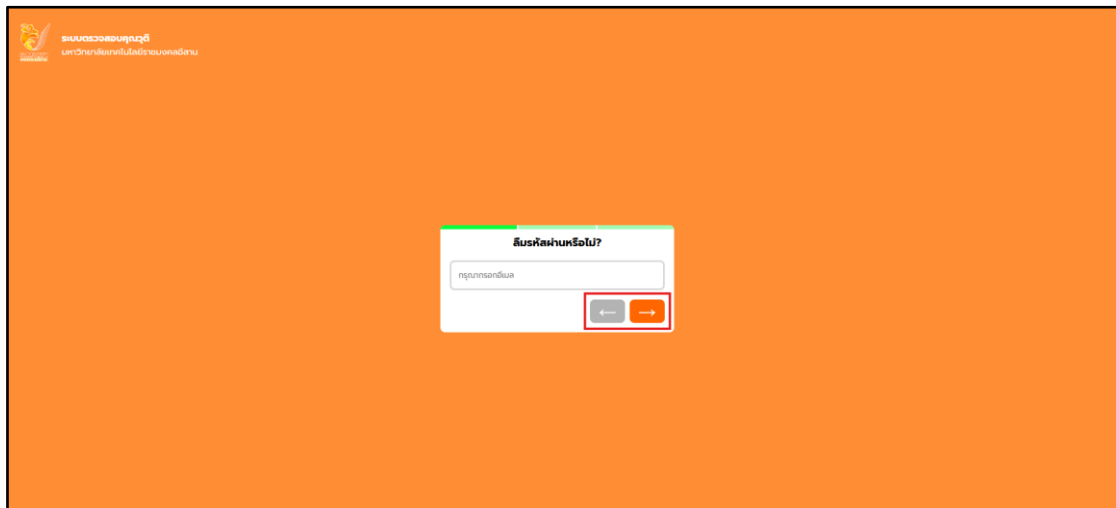 ระบบตรวจสอบคุณวุฒิ
มหาวิทยาลัยเทคโนโลยีราชมงคลอีสาน
ลืมรหัสผ่านหรือไม่?
กรุณากรอกอีเมล